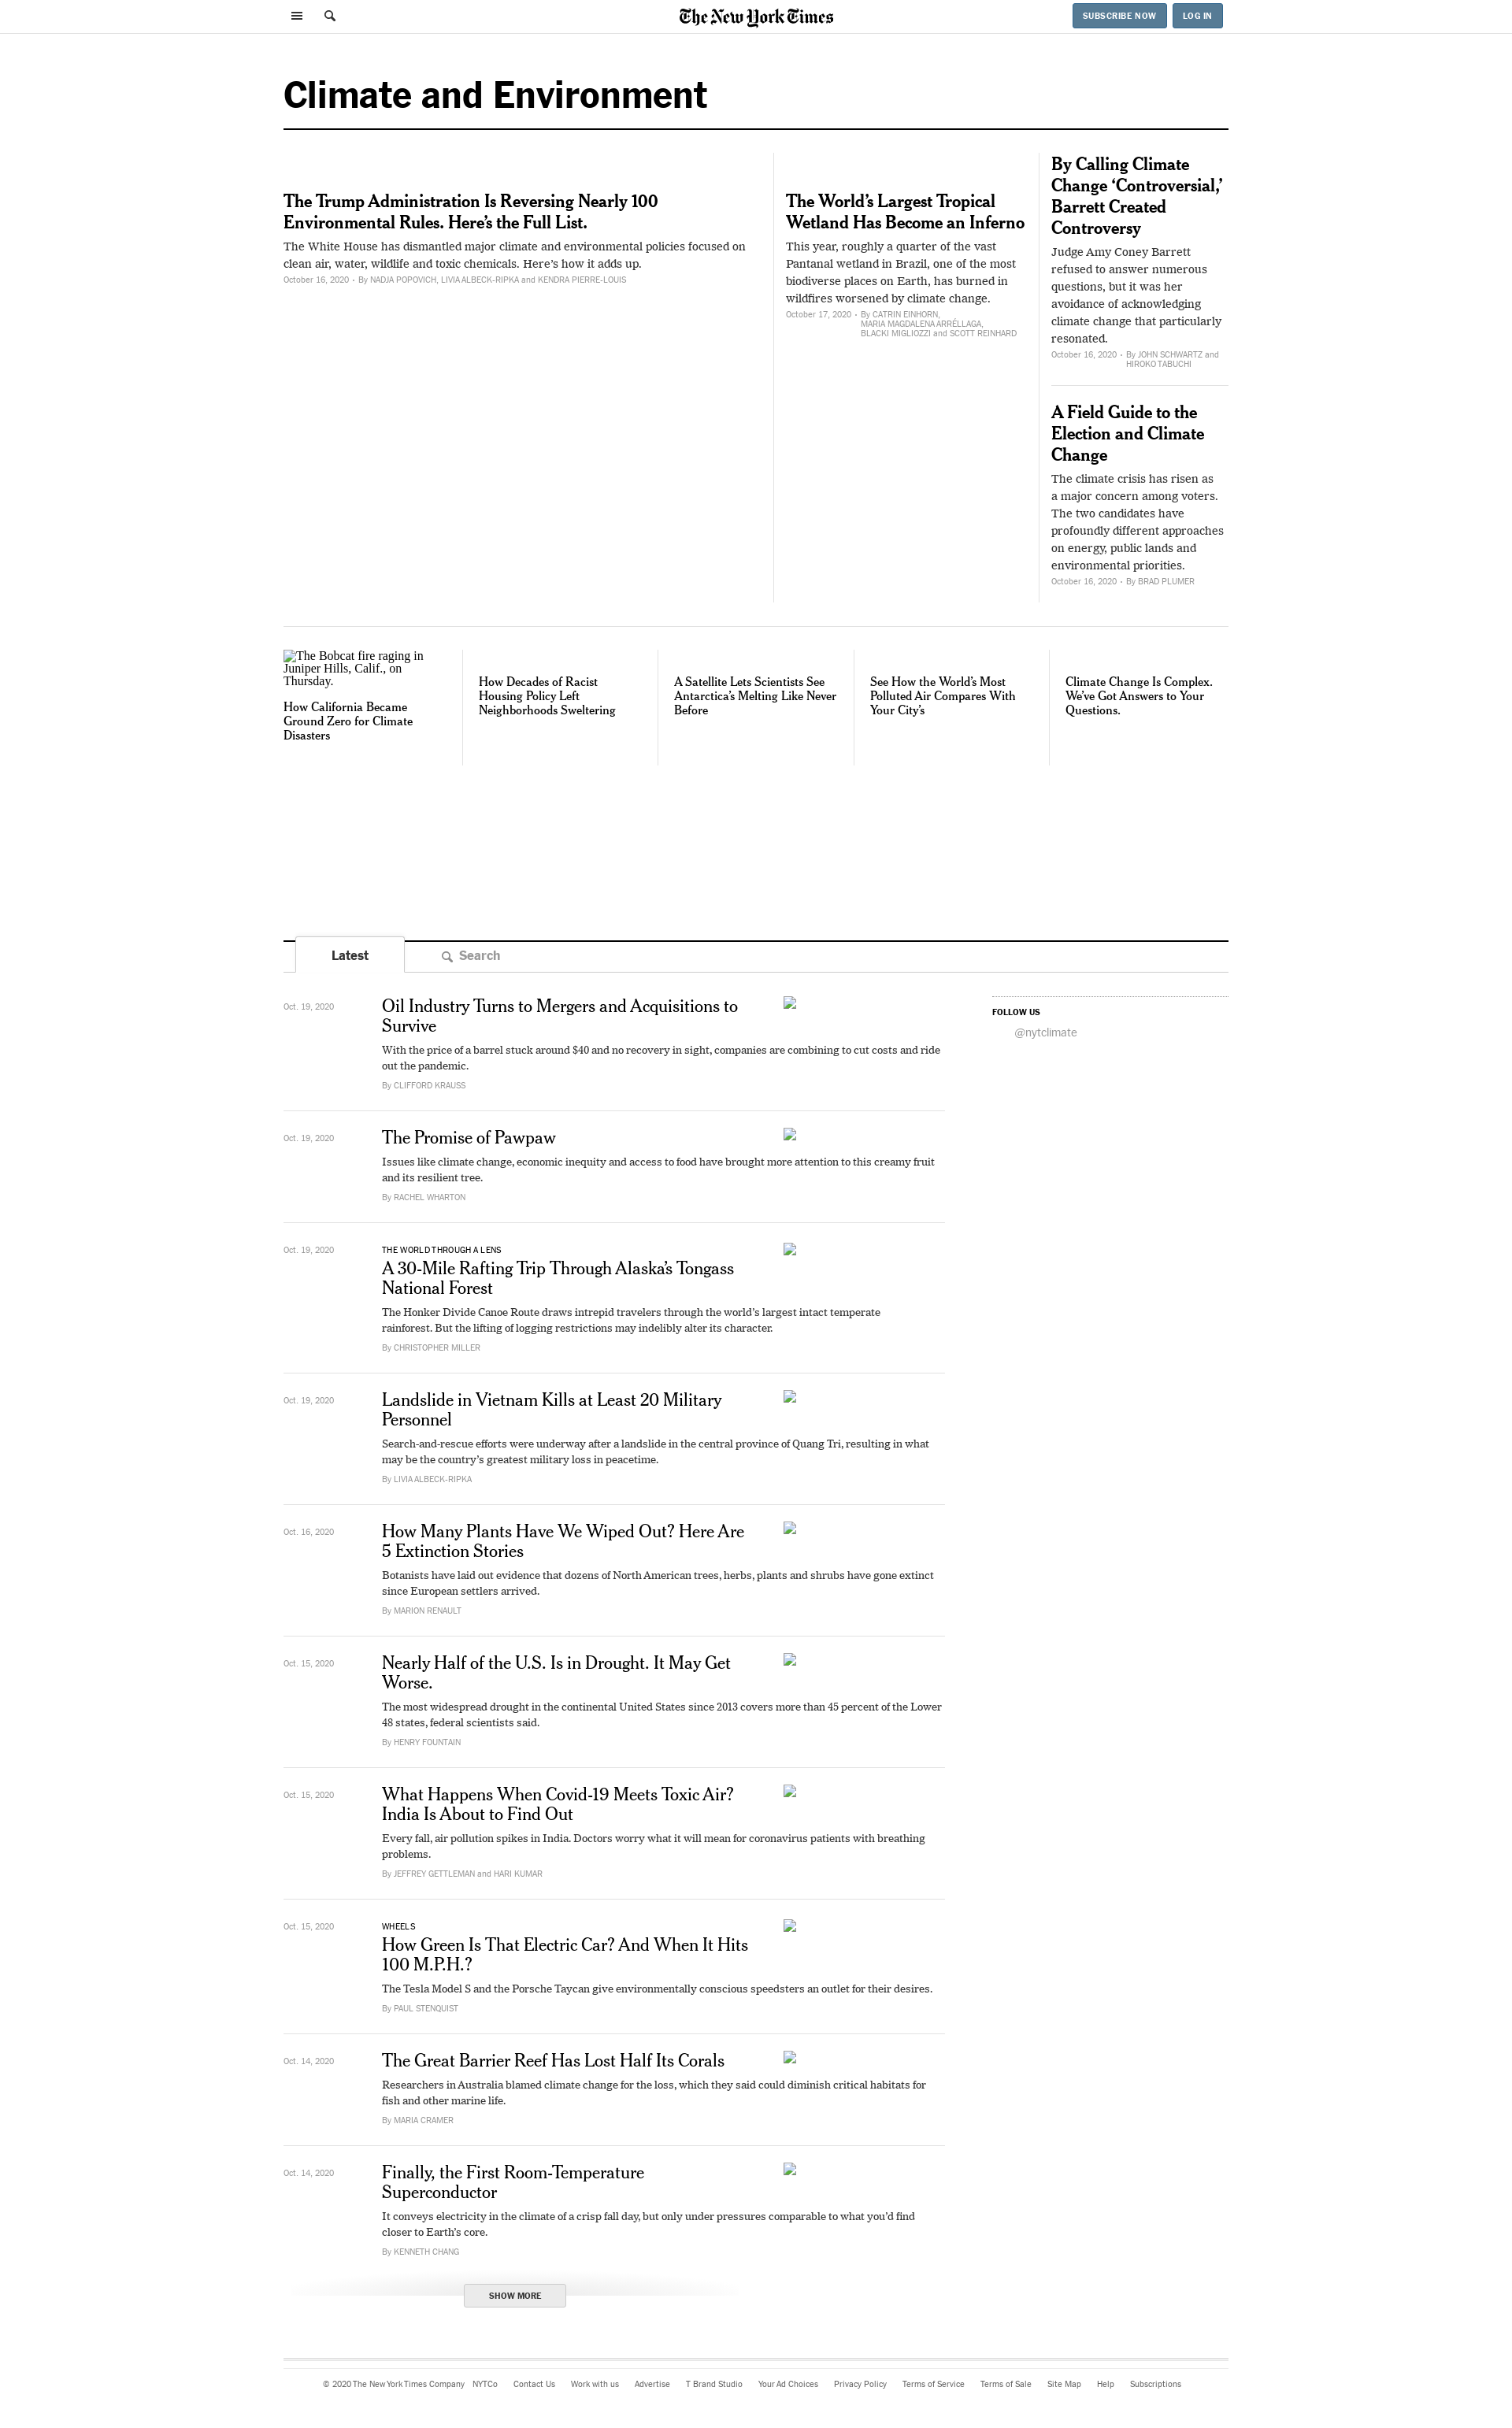 The New York Times
SUBSCRIBE NOW
LOG IN
Climate and Environment
The Trump Administration Is Reversing Nearly 100
Environmental Rules. Here’s the Full List.
The White House has dismantled major climate and environmental policies focused on
clean air, water, wildlife and toxic chemicals. Here’s how it adds up.
October 16, 2020 • By NADJA POPOVICH, LIVIA ALBECK-RIPKA and KENDRA PIERRE-LOUIS
The World’s Largest Tropical
Wetland Has Become an Inferno
This year, roughly a quarter of the vast
Pantanal wetland in Brazil, one of the most
biodiverse places on Earth, has burned in
wildfires worsened by climate change.
October 17, 2020 • By CATRIN EINHORN,
MARIA MAGDALENA ARRÉLLAGA,
BLACKI MIGLIOZZI and SCOTT REINHARD
By Calling Climate
Change ‘Controversial,’
Barrett Created
Controversy
Judge Amy Coney Barrett
refused to answer numerous
questions, but it was her
avoidance of acknowledging
climate change that particularly
resonated.
October 16, 2020 • By JOHN SCHWARTZ and
HIROKO TABUCHI
A Field Guide to the
Election and Climate
Change
The climate crisis has risen as
a major concern among voters.
The two candidates have
profoundly different approaches
on energy, public lands and
environmental priorities.
October 16, 2020 • By BRAD PLUMER
The Bobcat fire raging in
Juniper Hills, Calif., on
Thursday.
How California Became
Ground Zero for Climate
Disasters
How Decades of Racist
Housing Policy Left
Neighborhoods Sweltering
A Satellite Lets Scientists See
Antarctica’s Melting Like Never
Before
See How the World’s Most
Polluted Air Compares With
Your City’s
Climate Change Is Complex.
We’ve Got Answers to Your
Questions.
Latest
Search
Oct. 19, 2020
Oil Industry Turns to Mergers and Acquisitions to
Survive
With the price of a barrel stuck around $40 and no recovery in sight, companies are combining to cut costs and ride
out the pandemic.
By CLIFFORD KRAUSS
FOLLOW US
@nytclimate
Oct. 19, 2020
The Promise of Pawpaw
Issues like climate change, economic inequity and access to food have brought more attention to this creamy fruit
and its resilient tree.
By RACHEL WHARTON
Oct. 19, 2020
THE WORLD THROUGH A LENS
A 30-Mile Rafting Trip Through Alaska’s Tongass
National Forest
The Honker Divide Canoe Route draws intrepid travelers through the world’s largest intact temperate
rainforest. But the lifting of logging restrictions may indelibly alter its character.
By CHRISTOPHER MILLER
Oct. 19, 2020
Landslide in Vietnam Kills at Least 20 Military
Personnel
Search-and-rescue efforts were underway after a landslide in the central province of Quang Tri, resulting in what
may be the country’s greatest military loss in peacetime.
By LIVIA ALBECK-RIPKA
Oct. 16, 2020
How Many Plants Have We Wiped Out? Here Are
5 Extinction Stories
Botanists have laid out evidence that dozens of North American trees, herbs, plants and shrubs have gone extinct
since European settlers arrived.
By MARION RENAULT
Oct. 15, 2020
Nearly Half of the U.S. Is in Drought. It May Get
Worse.
The most widespread drought in the continental United States since 2013 covers more than 45 percent of the Lower
48 states, federal scientists said.
By HENRY FOUNTAIN
Oct. 15, 2020
What Happens When Covid-19 Meets Toxic Air?
India Is About to Find Out
Every fall, air pollution spikes in India. Doctors worry what it will mean for coronavirus patients with breathing
problems.
By JEFFREY GETTLEMAN and HARI KUMAR
Oct. 15, 2020
WHEELS
How Green Is That Electric Car? And When It Hits
100 M.P.H.?
The Tesla Model S and the Porsche Taycan give environmentally conscious speedsters an outlet for their desires.
By PAUL STENQUIST
Oct. 14, 2020
The Great Barrier Reef Has Lost Half Its Corals
Researchers in Australia blamed climate change for the loss, which they said could diminish critical habitats for
fish and other marine life.
By MARIA CRAMER
Oct. 14, 2020
Finally, the First Room-Temperature
Superconductor
It conveys electricity in the climate of a crisp fall day, but only under pressures comparable to what you’d find
closer to Earth’s core.
By KENNETH CHANG
SHOW MORE
© 2020 The New York Times Company NYTCo Contact Us Work with us Advertise T Brand Studio Your Ad Choices Privacy Policy Terms of Service Terms of Sale Site Map Help Subscriptions